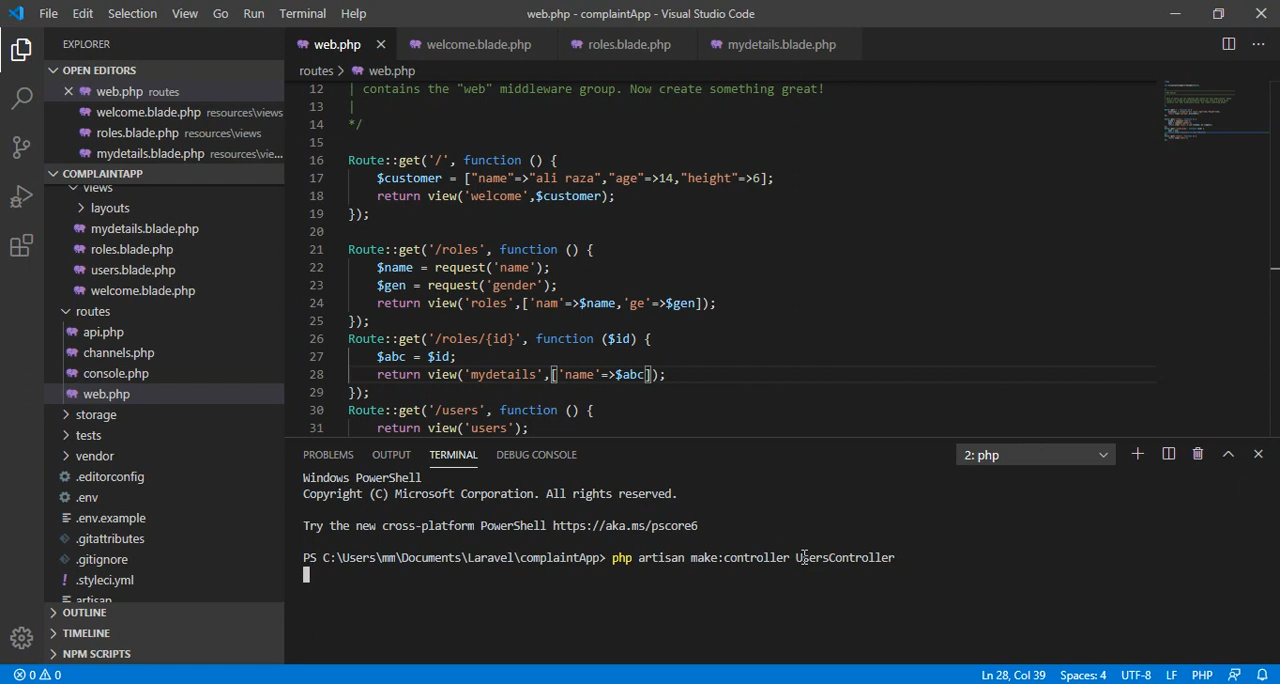 File Edit Selection View Go Run Terminal Help
web.php - complaintApp - Visual Studio Code
EXPLORER
OPEN EDITORS
web.php routes
welcome.blade.php resources\views
roles.blade.php resources\views
mydetails.blade.php resources\vie...
COMPLAINTAPP
views
layouts
mydetails.blade.php
roles.blade.php
users.blade.php
welcome.blade.php
routes
api.php
channels.php
console.php
web.php
storage
tests
vendor
.editorconfig
.env
.env.example
.gitattributes
.gitignore
.styleci.yml
artisan
OUTLINE
TIMELINE
NPM SCRIPTS
web.php
welcome.blade.php
roles.blade.php
mydetails.blade.php
routes > web.php
12 | contains the "web" middleware group. Now create something great!
13 |
14 */
15
16 Route::get('/', function () {
17 $customer = ["name"=>"ali raza","age"=>14,"height"=>6];
18 return view('welcome',$customer);
19 });
20
21 Route::get('/roles', function () {
22 $name = request('name');
23 $gen = request('gender');
24 return view('roles',['nam'=>$name,'ge'=>$gen]);
25 });
26 Route::get('/roles/{id}', function ($id) {
27 $abc = $id;
28 return view('mydetails',['name'=>$abc]);
29 });
30 Route::get('/users', function () {
31 return view('users');
PROBLEMS OUTPUT TERMINAL DEBUG CONSOLE
2: php
Windows PowerShell
Copyright (C) Microsoft Corporation. All rights reserved.
Try the new cross-platform PowerShell https://aka.ms/pscore6
PS C:\Users\mm\Documents\Laravel\complaintApp> php artisan make:controller UsersController
0 0
Ln 28, Col 39 Spaces: 4 UTF-8 LF PHP